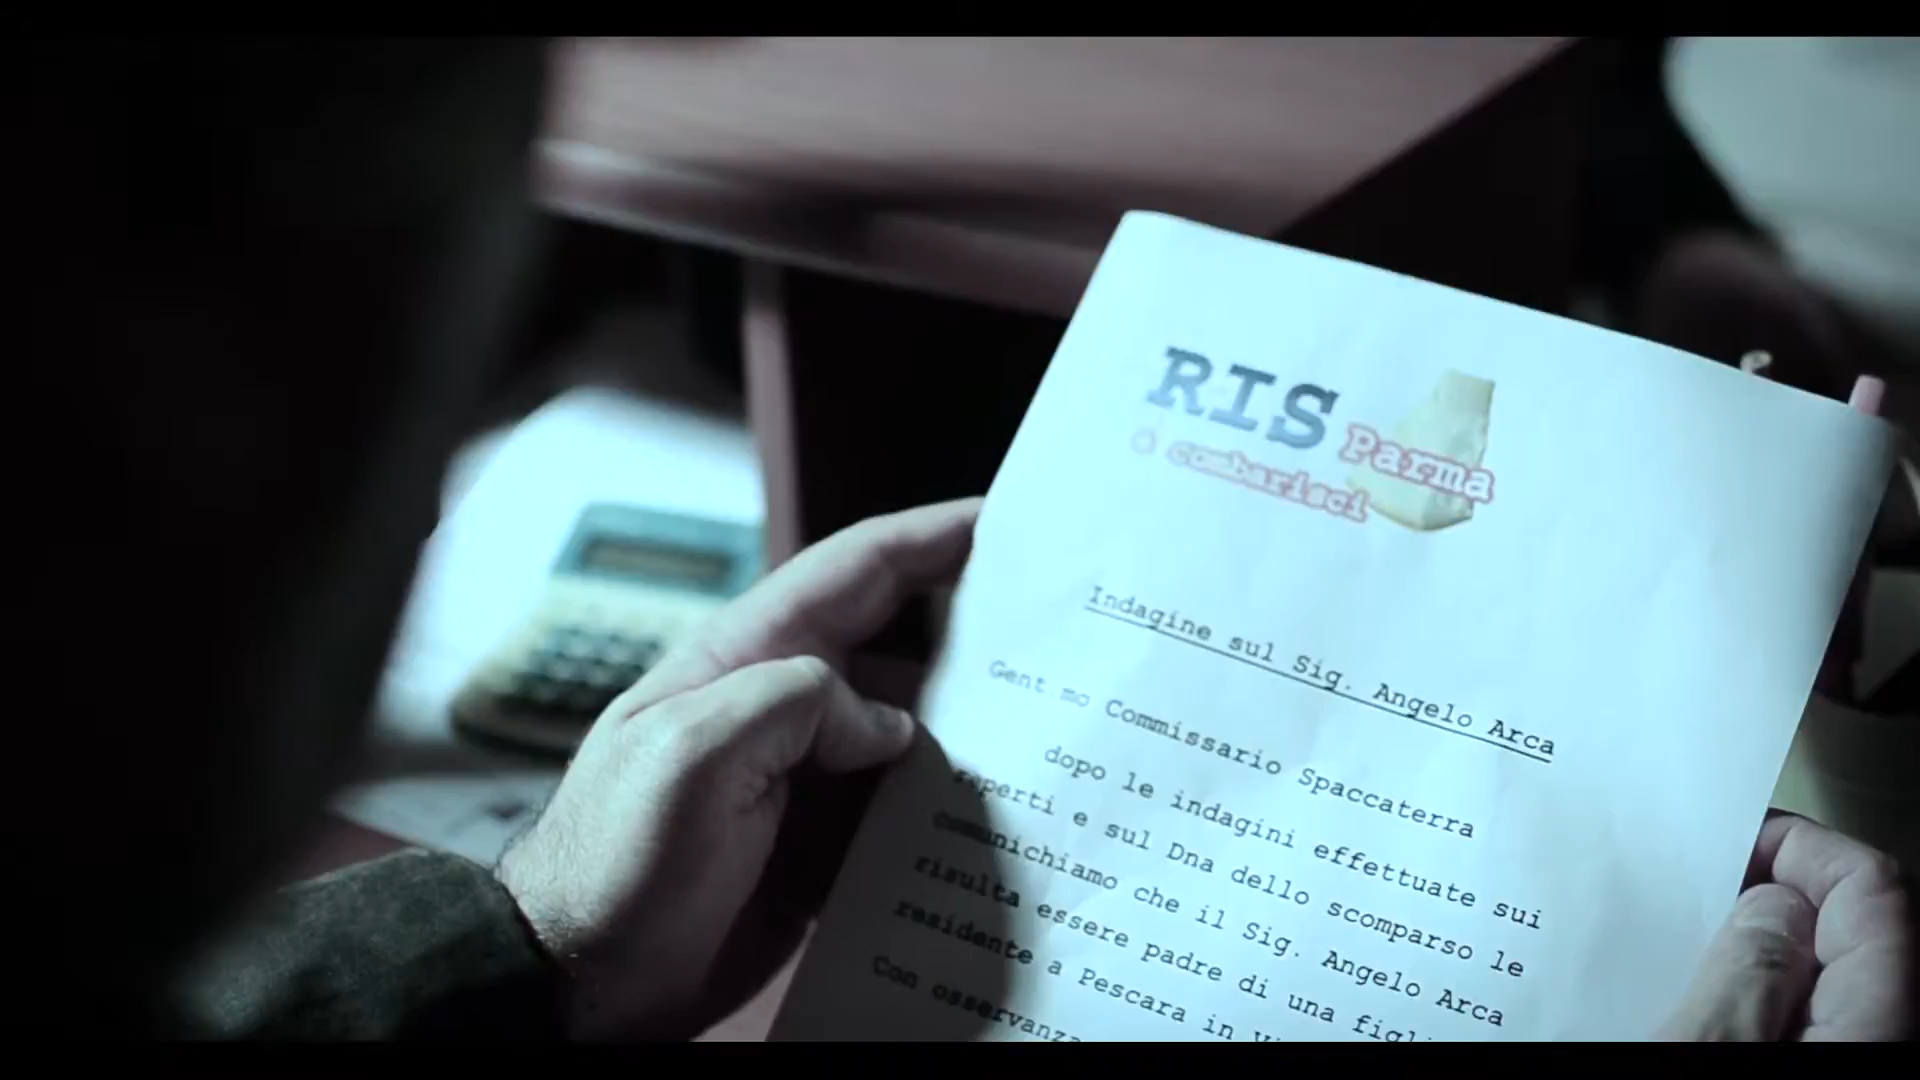 RIS Parma
o combarisci
Indagine sul Sig. Angelo Arca
Gent mo Commissario Spaccaterra
dopo le indagini effettuate sui
reperti e sul Dna dello scomparso le
comunichiamo che il Sig. Angelo Arca
risulta essere padre di una
residente a Pescara in
Con osservanza